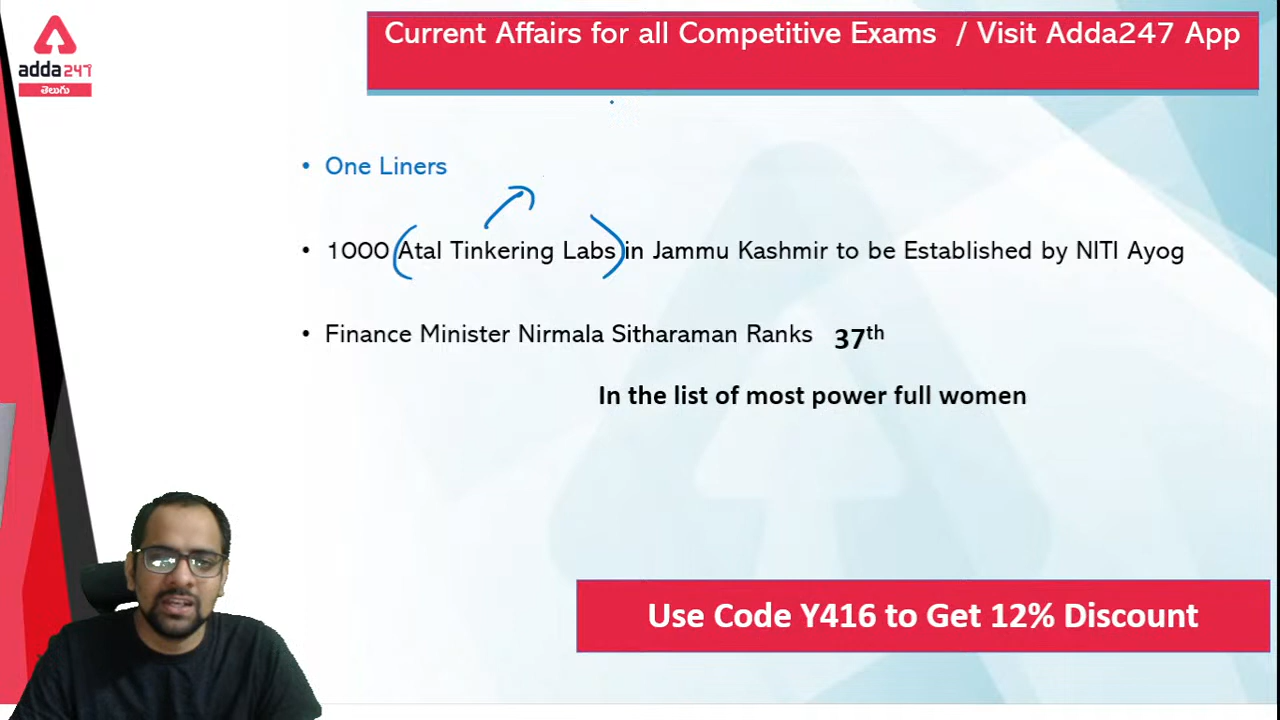 Current Affairs for all Competitive Exams / Visit Adda247 App
adda247
తెలుగు
• One Liners
• 1000 Atal Tinkering Labs in Jammu Kashmir to be Established by NITI Ayog
• Finance Minister Nirmala Sitharaman Ranks 37th
In the list of most power full women
Use Code Y416 to Get 12% Discount